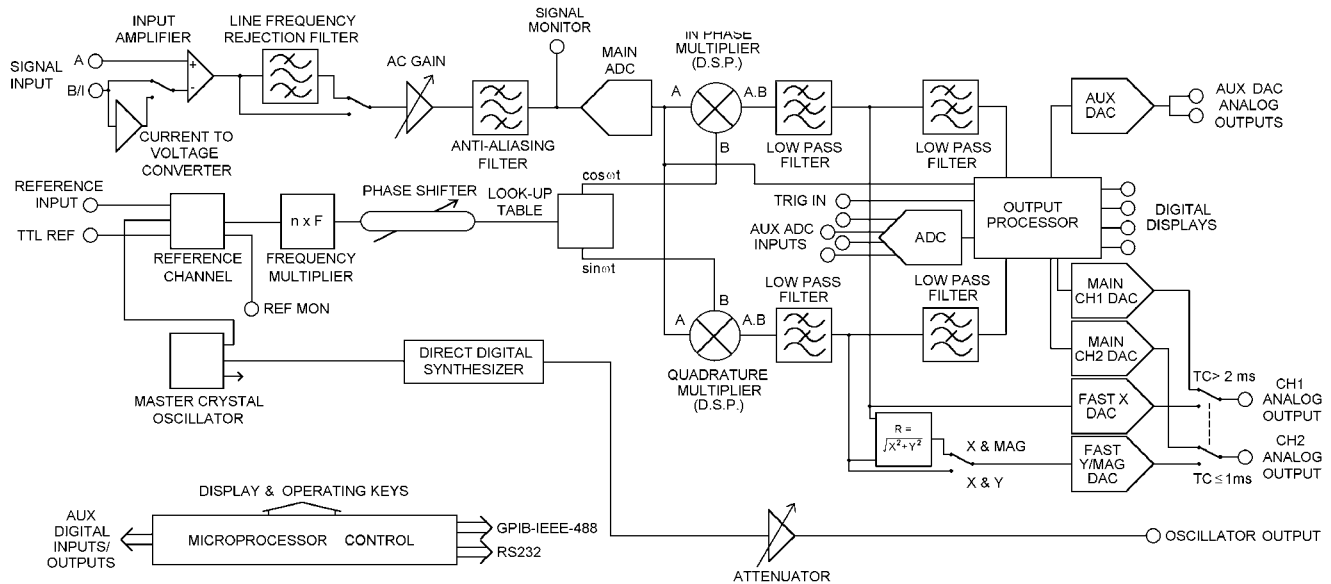 INPUT
AMPLIFIER
LINE FREQUENCY
REJECTION FILTER
SIGNAL
MONITOR
IN PHASE
MULTIPLIER
(D.S.P.)
SIGNAL
INPUT
A
B/I
+
-
AC GAIN
MAIN
ADC
A
A.B
B
AUX
DAC
AUX DAC
ANALOG
OUTPUTS
CURRENT TO
VOLTAGE
CONVERTER
ANTI-ALIASING
FILTER
LOW PASS
FILTER
LOW PASS
FILTER
REFERENCE
INPUT
TTL REF
PHASE SHIFTER
LOOK-UP
TABLE
cosωt
sinωt
n x F
REFERENCE
CHANNEL
FREQUENCY
MULTIPLIER
REF MON
TRIG IN
AUX ADC
INPUTS
ADC
OUTPUT
PROCESSOR
DIGITAL
DISPLAYS
LOW PASS
FILTER
LOW PASS
FILTER
B
A
A.B
QUADRATURE
MULTIPLIER
(D.S.P.)
MAIN
CH1 DAC
MAIN
CH2 DAC
DIRECT DIGITAL
SYNTHESIZER
MASTER CRYSTAL
OSCILLATOR
TC> 2 ms
CH1
ANALOG
OUTPUT
FAST X
DAC
R =
√X²+Y²
X & MAG
X & Y
FAST
Y/MAG
DAC
CH2
ANALOG
OUTPUT
TC ≤ 1ms
DISPLAY & OPERATING KEYS
AUX
DIGITAL
INPUTS/
OUTPUTS
MICROPROCESSOR CONTROL
GPIB-IEEE-488
RS232
ATTENUATOR
OSCILLATOR OUTPUT